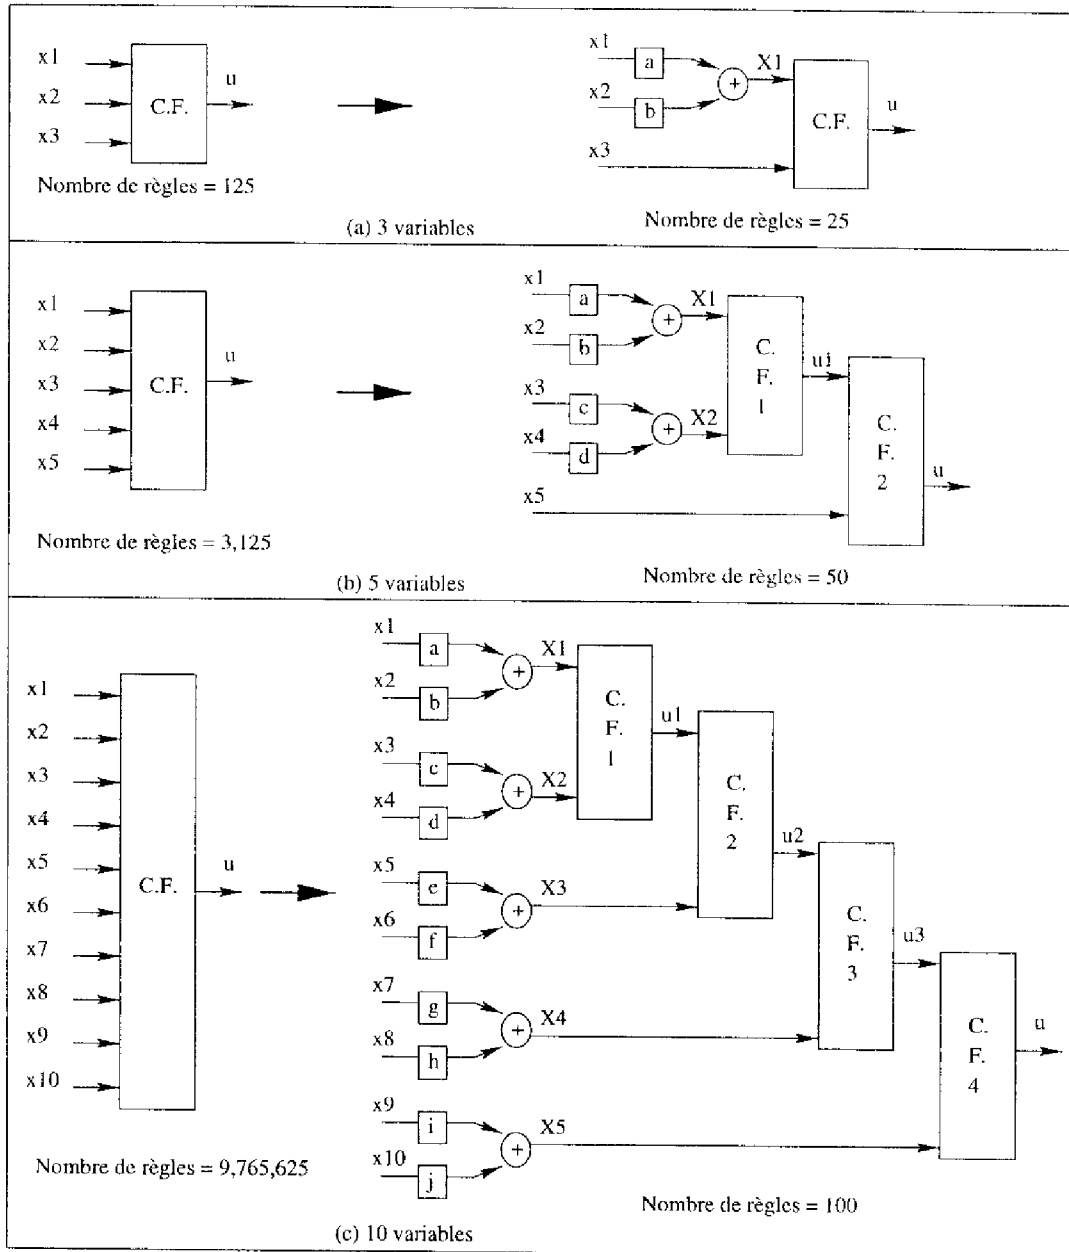 x1
x2
x3
C.F.
u
Nombre de règles = 125
x1
a
x2
b
+
X1
x3
C.F.
u
Nombre de règles = 25
(a) 3 variables
x1
x2
x3
x4
x5
C.F.
u
Nombre de règles = 3,125
x1
a
x2
b
+
X1
x3
c
x4
d
+
X2
C.
F.
1
u1
x5
C.
F.
2
u
Nombre de règles = 50
(b) 5 variables
x1
x2
x3
x4
x5
x6
x7
x8
x9
x10
C.F.
u
Nombre de règles = 9,765,625
x1
a
x2
b
+
X1
x3
c
x4
d
+
X2
C.
F.
1
u1
x5
e
x6
f
+
X3
C.
F.
2
u2
x7
g
x8
h
+
X4
C.
F.
3
u3
x9
i
x10
j
+
X5
C.
F.
4
u
Nombre de règles = 100
(c) 10 variables